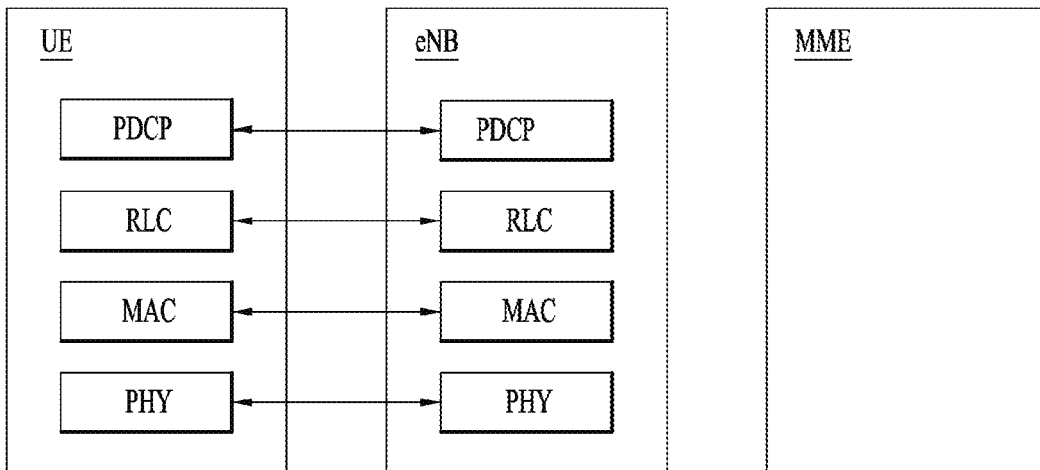 UE eNB MME
PDCP PDCP
RLC RLC
MAC MAC
PHY PHY